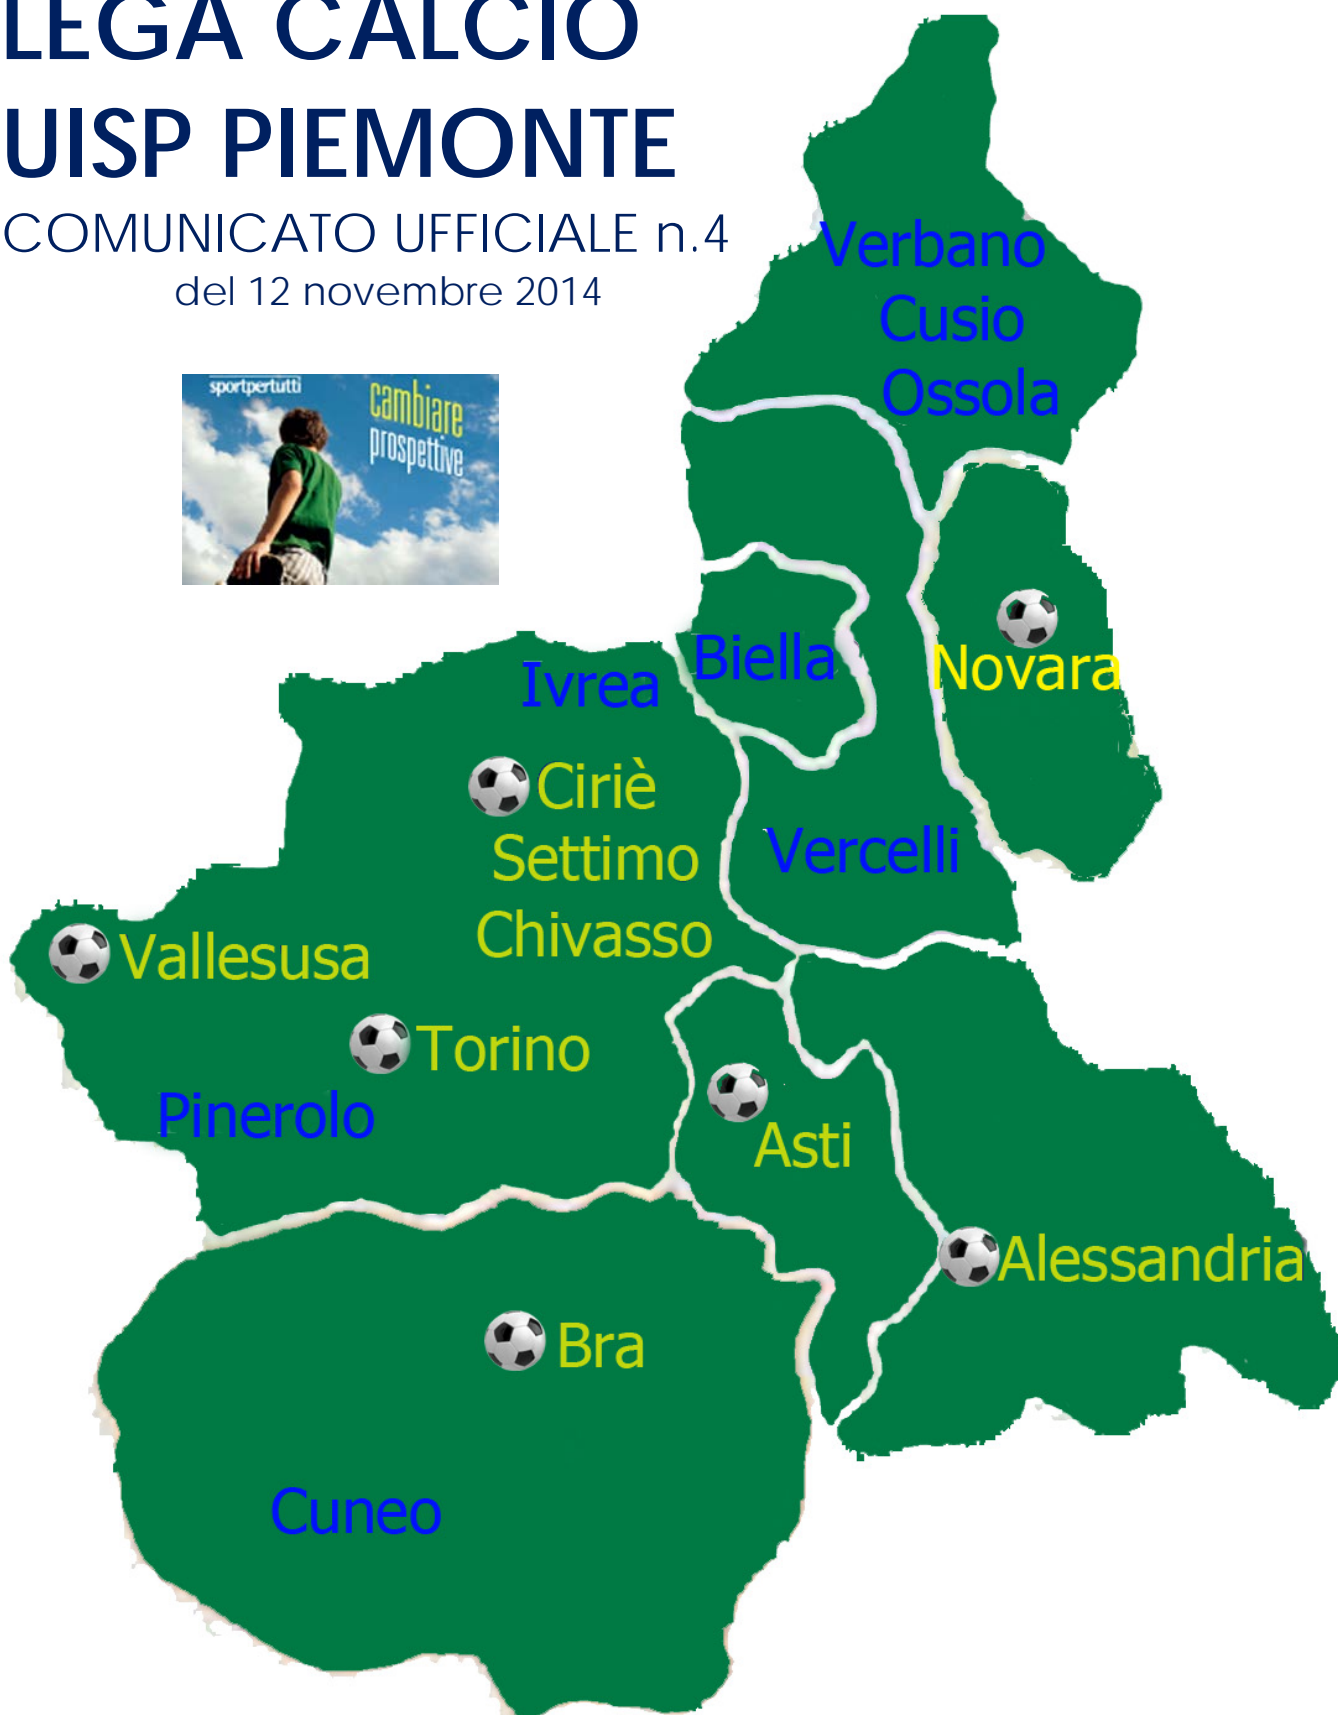 LEGA CALCIO
UISP PIEMONTE
COMUNICATO UFFICIALE n.4
del 12 novembre 2014
sportpertutti
cambiare
prospettive
Verbano
Cusio
Ossola
Biella
Novara
Ivrea
Ciriè
Settimo
Chivasso
Vercelli
Vallesusa
Torino
Pinerolo
Asti
Alessandria
Bra
Cuneo